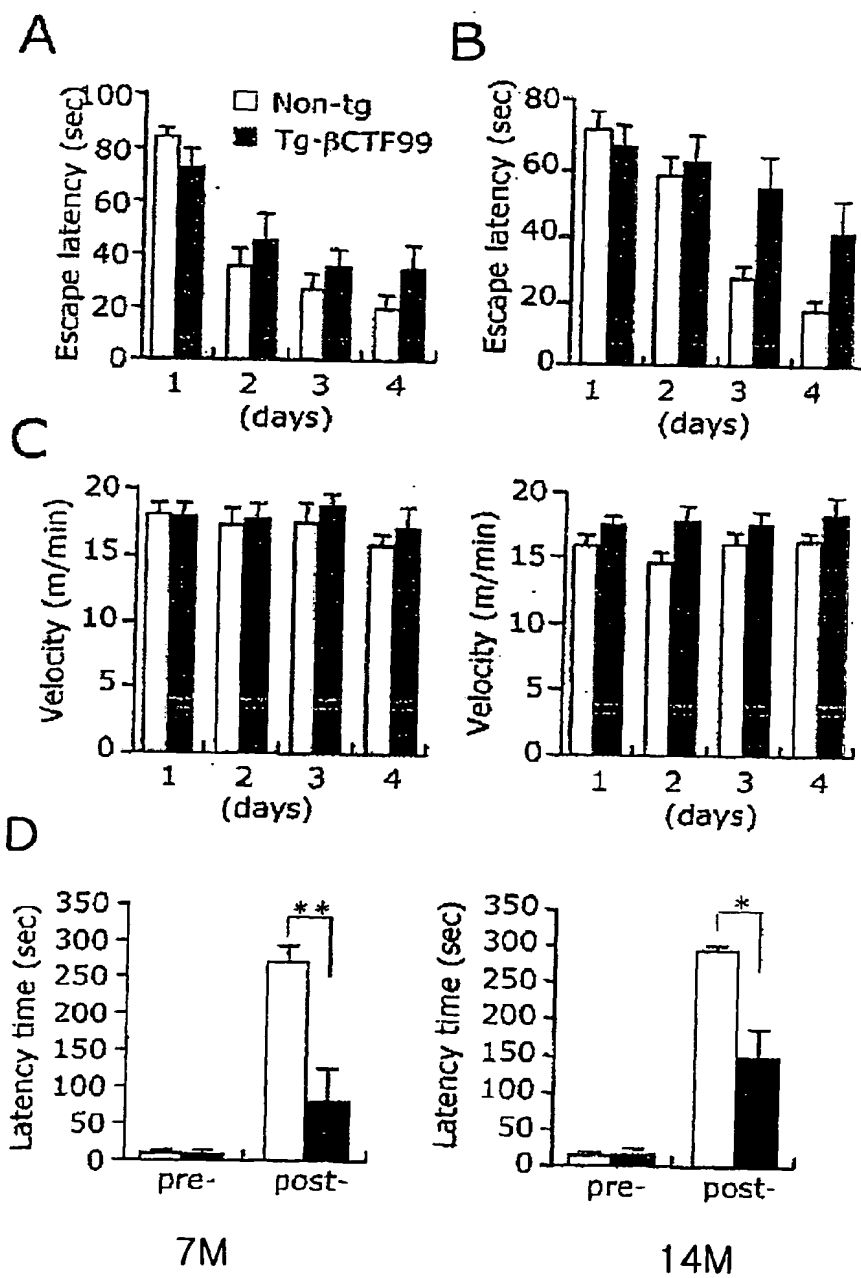 A
Escape latency (sec)
100
80
60
40
20
0
Non-tg
Tg-βCTF99
1 2 3 4
(days)
B
Escape latency (sec)
80
60
40
20
0
1 2 3 4
(days)
C
Velocity (m/min)
20
15
10
5
0
1 2 3 4
(days)
Velocity (m/min)
20
15
10
5
0
1 2 3 4
(days)
D
Latency time (sec)
350
300
250
200
150
100
50
0
**
pre- post-
7M
Latency time (sec)
350
300
250
200
150
100
50
0
*
pre- post-
14M